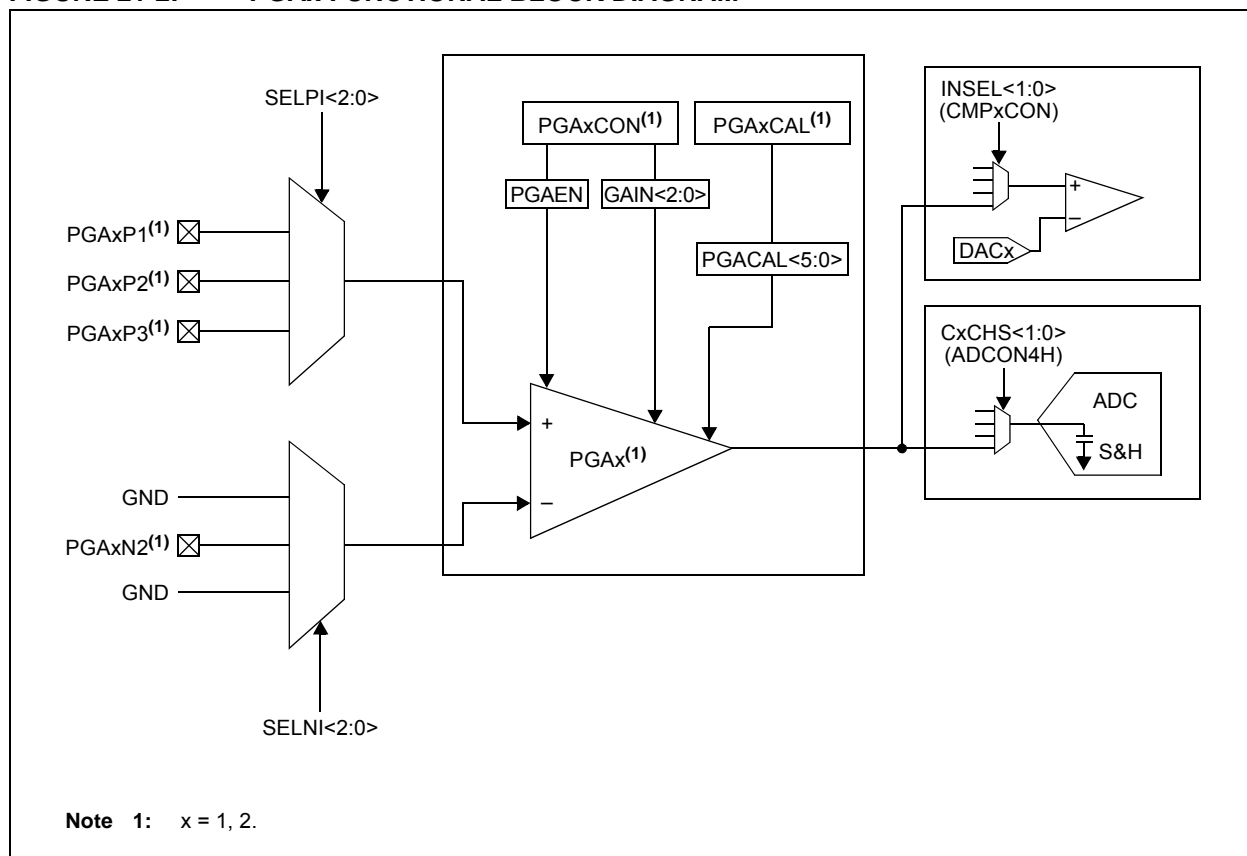 SELPI<2:0>
PGAxP1(1)
PGAxP2(1)
PGAxP3(1)
GND
PGAxN2(1)
GND
SELNI<2:0>
PGAxCON(1)
PGAxCAL(1)
PGAEN
GAIN<2:0>
PGACAL<5:0>
+
PGAx(1)
–
INSEL<1:0>
(CMPxCON)
+
–
DACx
CxCHS<1:0>
(ADCON4H)
ADC
S&H
Note 1: x = 1, 2.